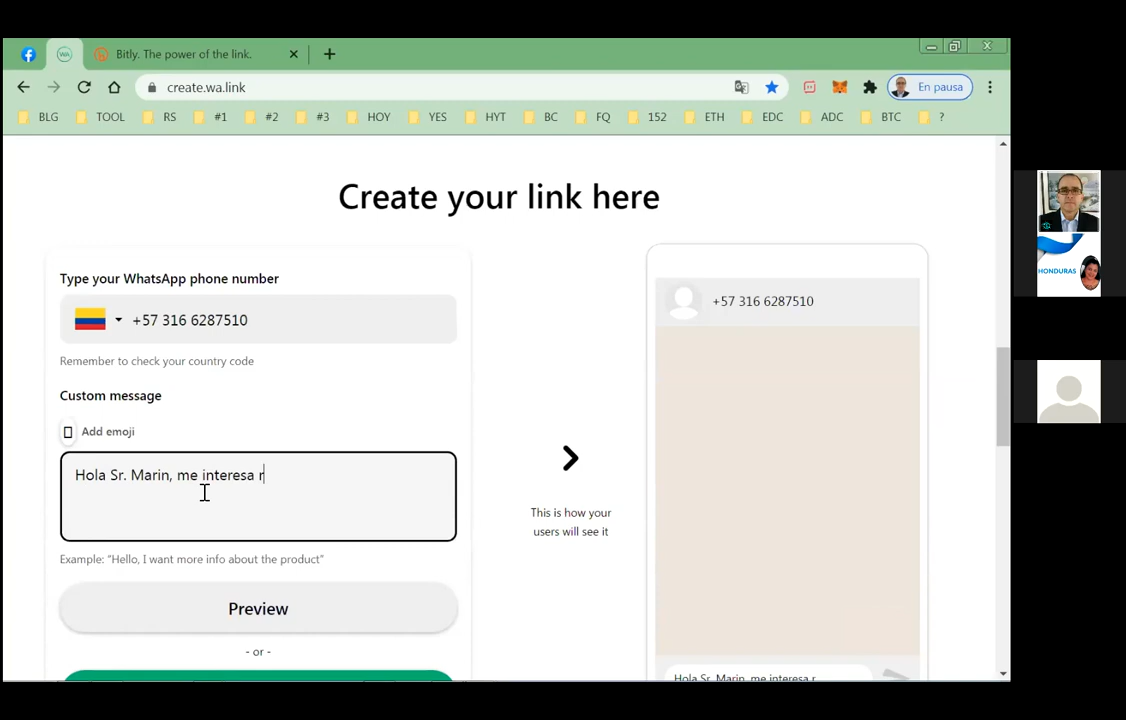 Bitly. The power of the link.
create.wa.link
En pausa
BLG TOOL RS #1 #2 #3 HOY YES HYT BC FQ 152 ETH EDC ADC BTC ?
Create your link here
Type your WhatsApp phone number
+57 316 6287510
Remember to check your country code
Custom message
Add emoji
Hola Sr. Marin, me interesa r
Example: “Hello, I want more info about the product”
Preview
- or -
This is how your
users will see it
+57 316 6287510
Hola Sr. Marin, me interesa r
HONDURAS
WA